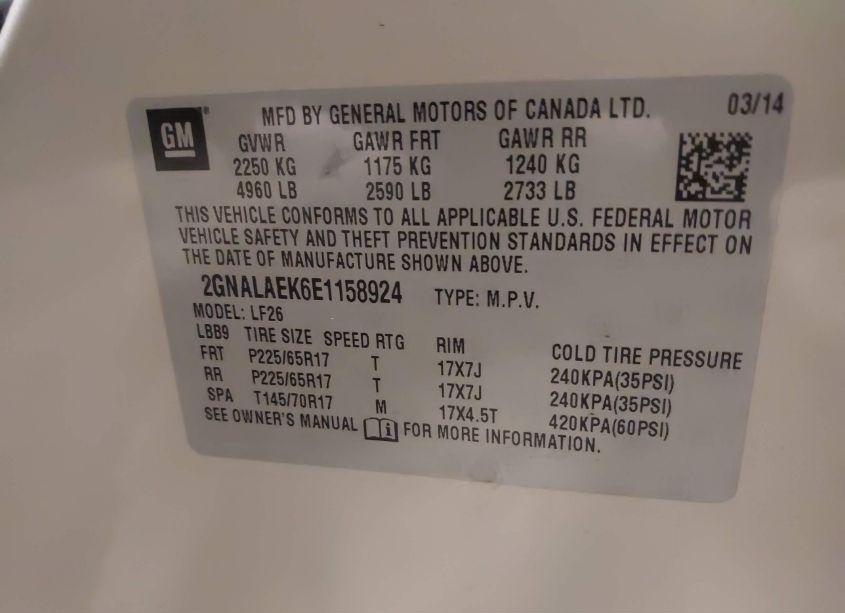 GM
MFD BY GENERAL MOTORS OF CANADA LTD. 03/14
GVWR GAWR FRT GAWR RR
2250 KG 1175 KG 1240 KG
4960 LB 2590 LB 2733 LB
THIS VEHICLE CONFORMS TO ALL APPLICABLE U.S. FEDERAL MOTOR
VEHICLE SAFETY AND THEFT PREVENTION STANDARDS IN EFFECT ON
THE DATE OF MANUFACTURE SHOWN ABOVE.
2GNALAEK6E1158924 TYPE: M.P.V.
MODEL: LF26
LBB9 TIRE SIZE SPEED RTG RIM COLD TIRE PRESSURE
FRT P225/65R17 T 17X7J 240KPA(35PSI)
RR P225/65R17 T 17X7J 240KPA(35PSI)
SPA T145/70R17 M 17X4.5T 420KPA(60PSI)
SEE OWNER'S MANUAL i FOR MORE INFORMATION.